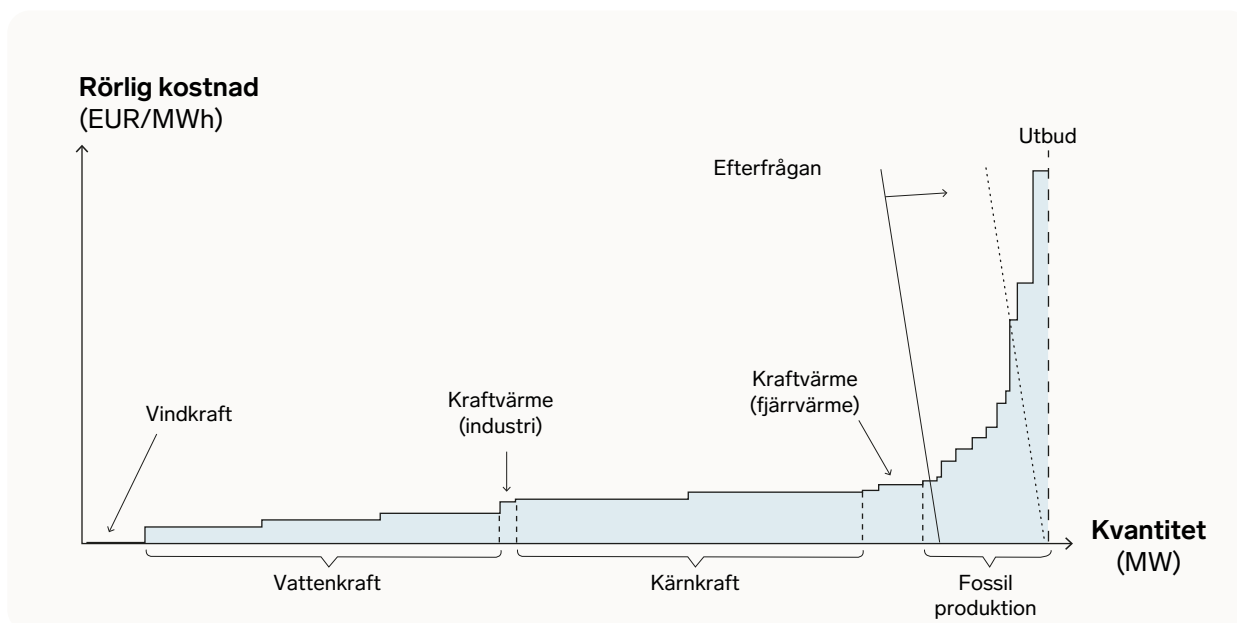 Rörlig kostnad
(EUR/MWh)
Utbud
Efterfrågan
Kraftvärme
(fjärrvärme)
Kraftvärme
(industri)
Vindkraft
Kvantitet
(MW)
Vattenkraft
Kärnkraft
Fossil
produktion